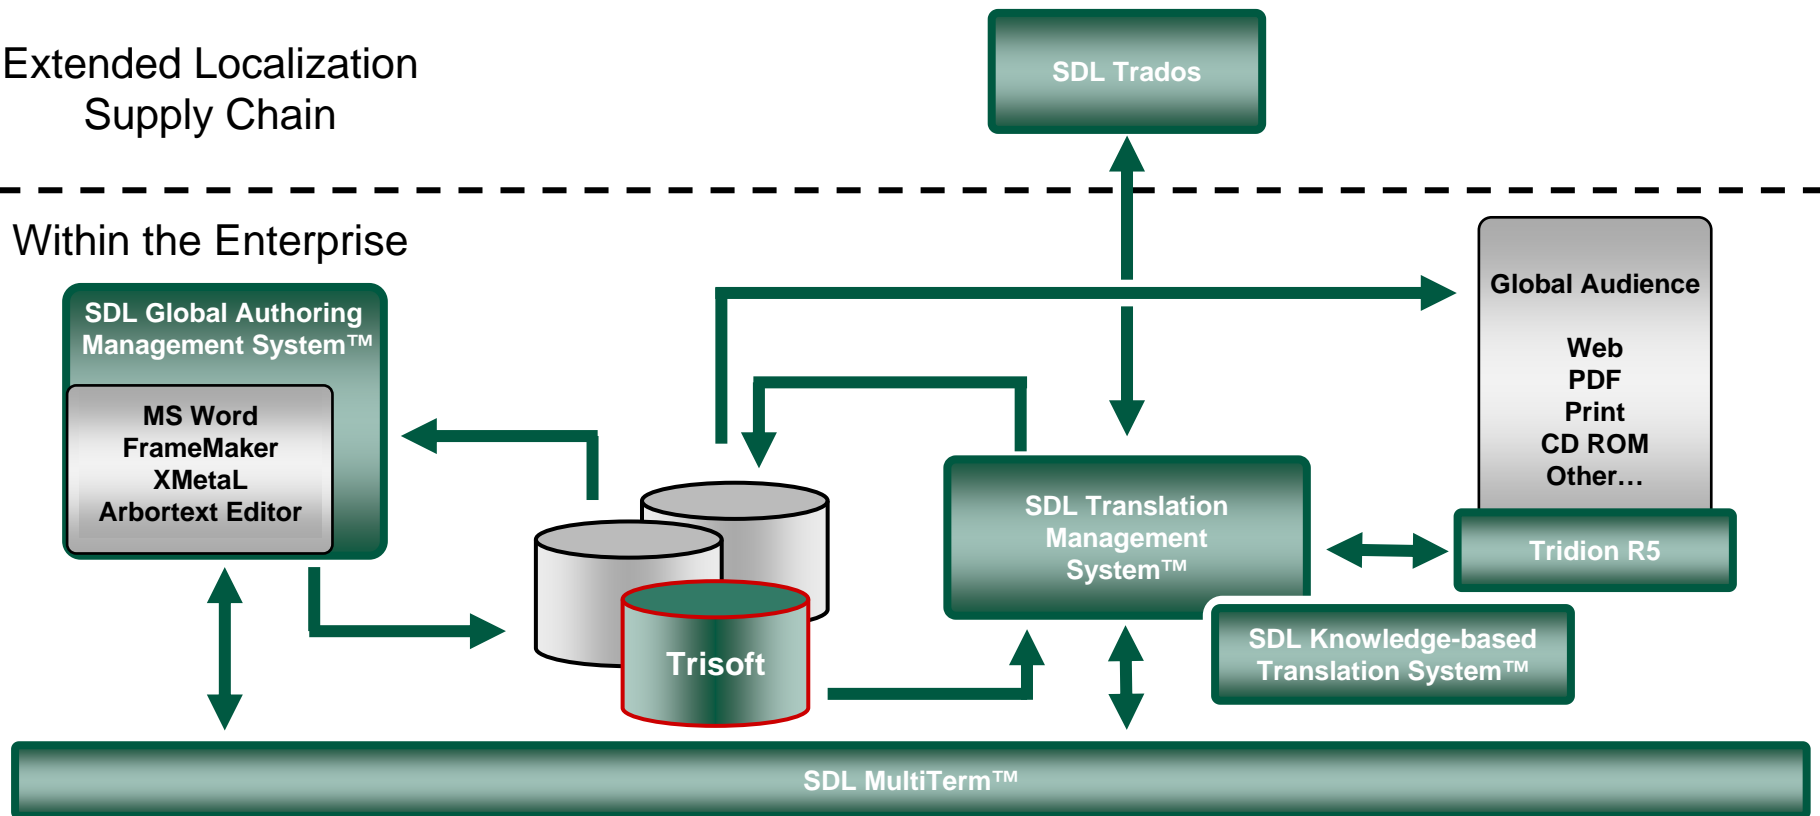 Extended Localization
Supply Chain
SDL Trados
Within the Enterprise
SDL Global Authoring
Management System™
MS Word
FrameMaker
XMetaL
Arbortext Editor
Trisoft
SDL Translation
Management
System™
SDL Knowledge-based
Translation System™
Global Audience
Web
PDF
Print
CD ROM
Other…
Tridion R5
SDL MultiTerm™